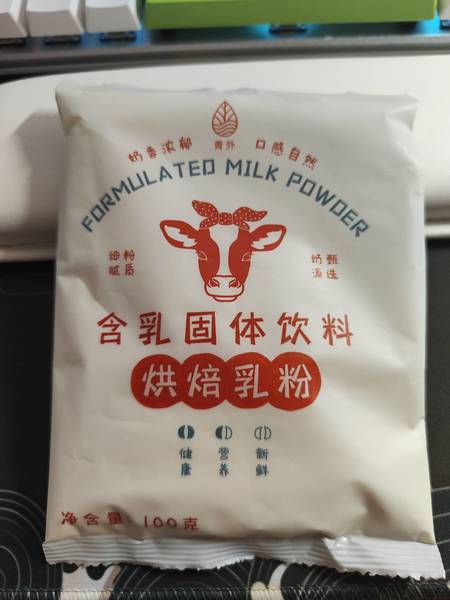 青外
奶香浓郁 口感自然
FORMULATED MILK POWDER
细粉 奶甄
腻质 源选
含乳固体饮料
烘焙乳粉
健康 营养 新鲜
净含量: 100克